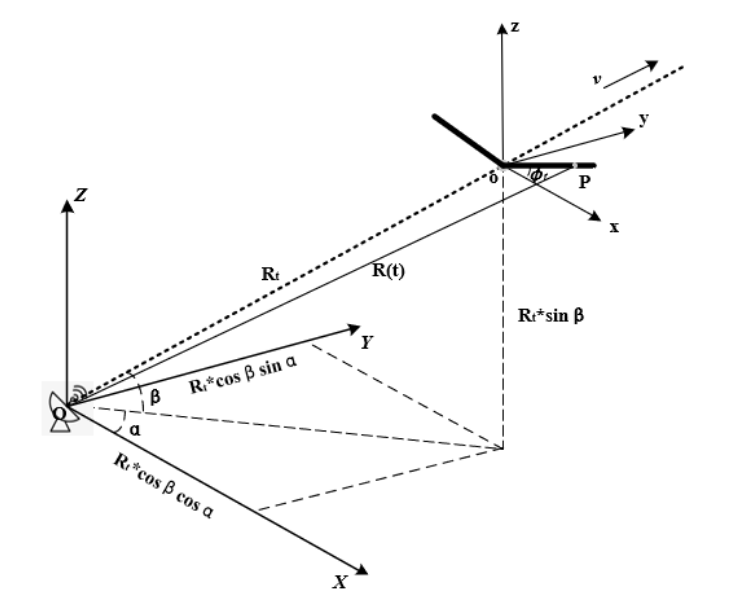 z
v
y
o
ϕt
P
x
Z
Rt
R(t)
Rt*sin β
Y
Rt*cos β sin α
β
O
α
Rt*cos β cos α
X